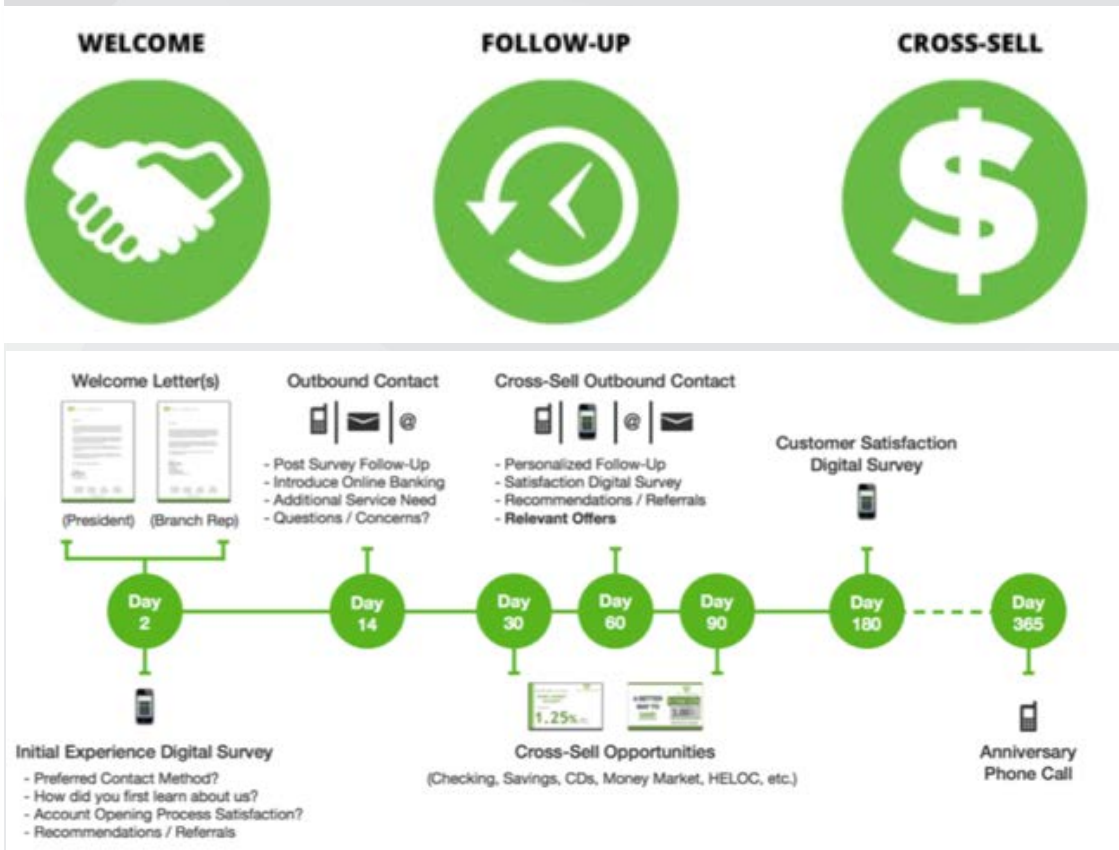 WELCOME
FOLLOW-UP
CROSS-SELL
$
Welcome Letter(s)
(President)
(Branch Rep)
Outbound Contact
@
- Post Survey Follow-Up
- Introduce Online Banking
- Additional Service Need
- Questions / Concerns?
Cross-Sell Outbound Contact
@
- Personalized Follow-Up
- Satisfaction Digital Survey
- Recommendations / Referrals
- Relevant Offers
Customer Satisfaction
Digital Survey
Day
2
Day
14
Day
30
Day
60
Day
90
Day
180
Day
365
Initial Experience Digital Survey
- Preferred Contact Method?
- How did you first learn about us?
- Account Opening Process Satisfaction?
- Recommendations / Referrals
1.25%
A BETTER
WAY TO
Cross-Sell Opportunities
(Checking, Savings, CDs, Money Market, HELOC, etc.)
Anniversary
Phone Call